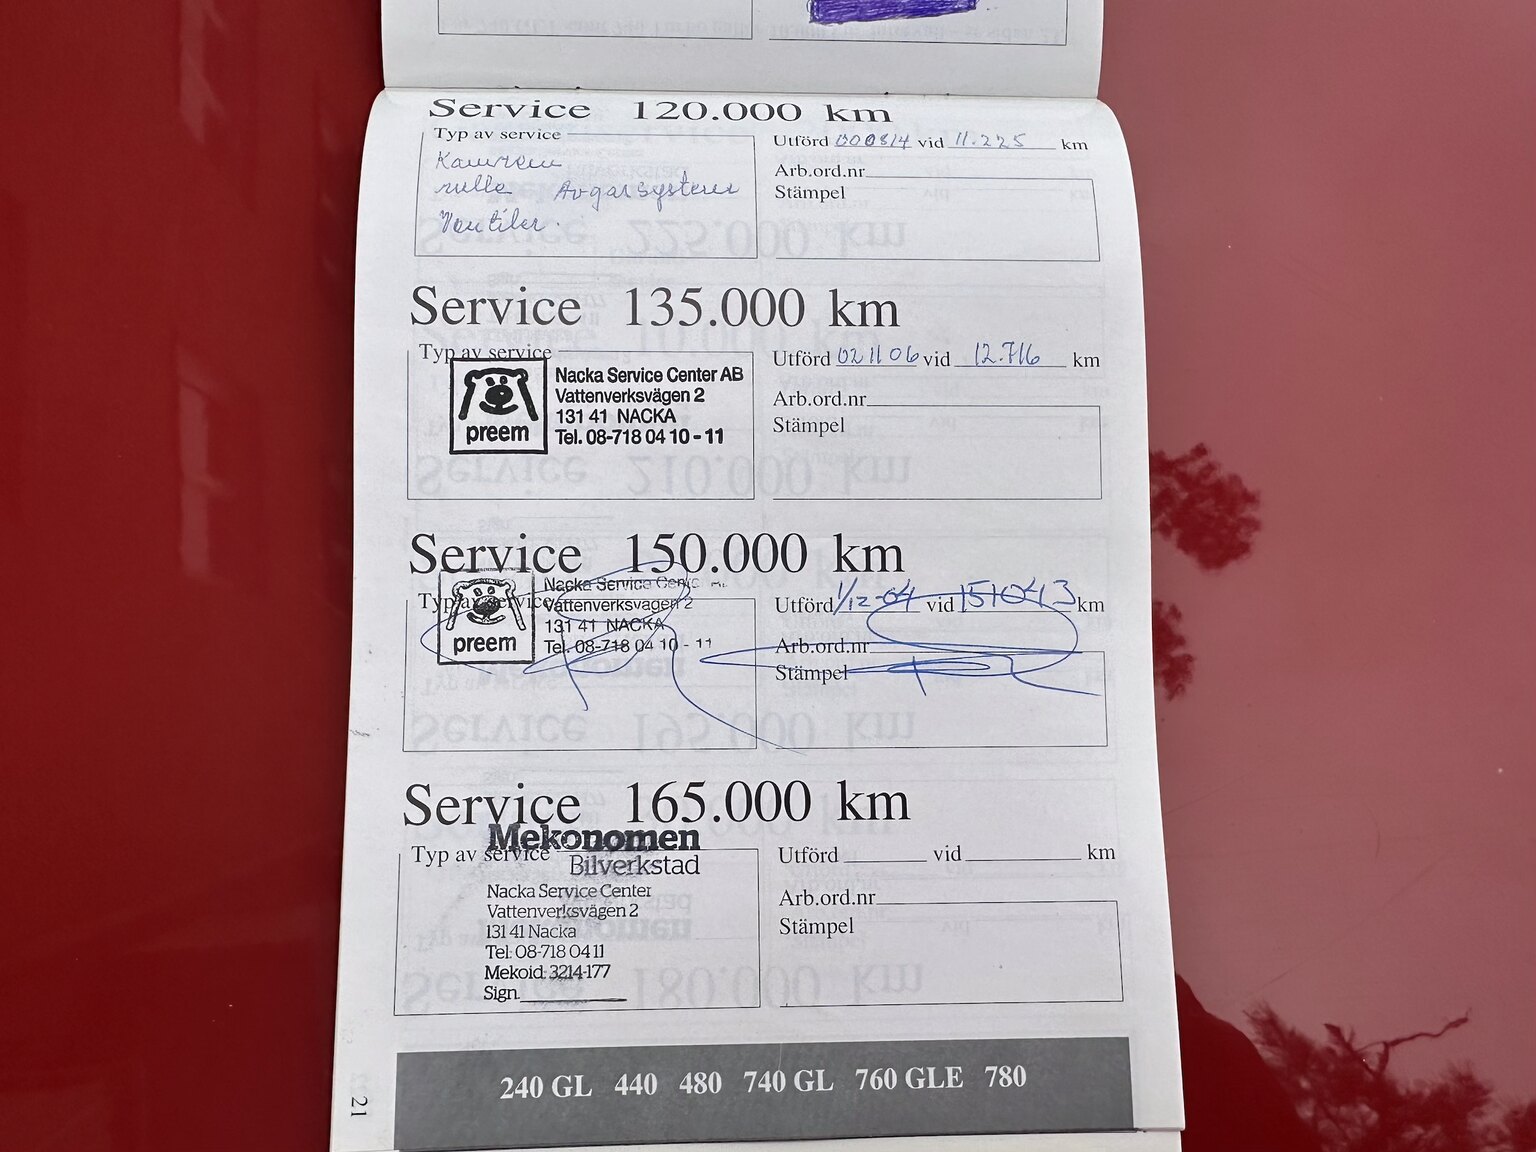 Service 120.000 km
Typ av service
Utförd 000814 vid 11.225 km
Kamrem
rulle Avgassystem
Ventiler.
Arb.ord.nr
Stämpel
Service 135.000 km
Typ av service
Utförd 021106 vid 12.716 km
preem
Nacka Service Center AB
Vattenverksvägen 2
131 41 NACKA
Tel. 08-718 04 10 - 11
Arb.ord.nr
Stämpel
Service 150.000 km
Typ av service
Utförd 1/12-04 vid 151043 km
preem
Nacka Service
Vattenverksvägen 2
131 41 NACKA
Tel. 08-718 04 10 - 11
Arb.ord.nr
Stämpel
Service 165.000 km
Typ av service
Utförd vid km
Mekonomen
Bilverkstad
Nacka Service Center
Vattenverksvägen 2
131 41 Nacka
Tel: 08-718 04 11
Mekoid: 3214-177
Sign.
Arb.ord.nr
Stämpel
240 GL 440 480 740 GL 760 GLE 780
21